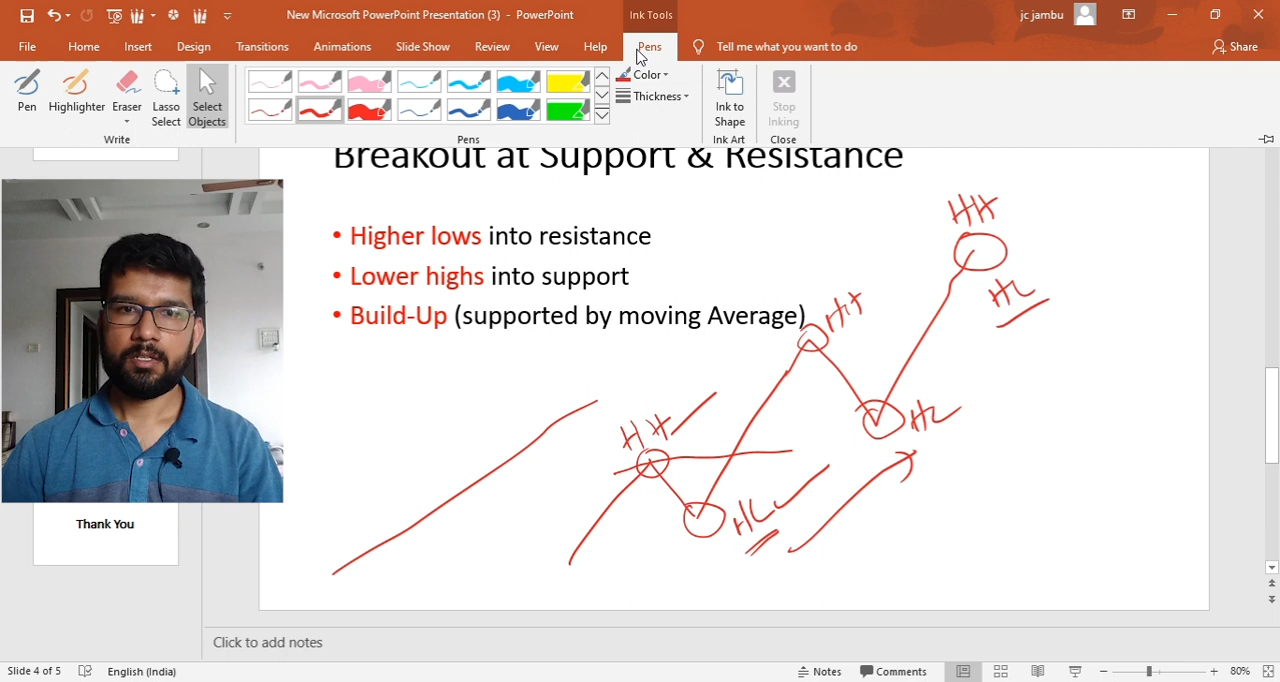 New Microsoft PowerPoint Presentation (3) - PowerPoint
Ink Tools
jc jambu
File Home Insert Design Transitions Animations Slide Show Review View Help Pens Tell me what you want to do Share
Pen Highlighter Eraser Lasso Select Select Objects
Color
Thickness
Ink to Shape
Stop Inking
Write Pens Ink Art Close
Breakout at Support & Resistance
• Higher lows into resistance
• Lower highs into support
• Build-Up (supported by moving Average)
HH
HL
HH
HL
HH
HL
Thank You
Click to add notes
Slide 4 of 5 English (India) Notes Comments 80%